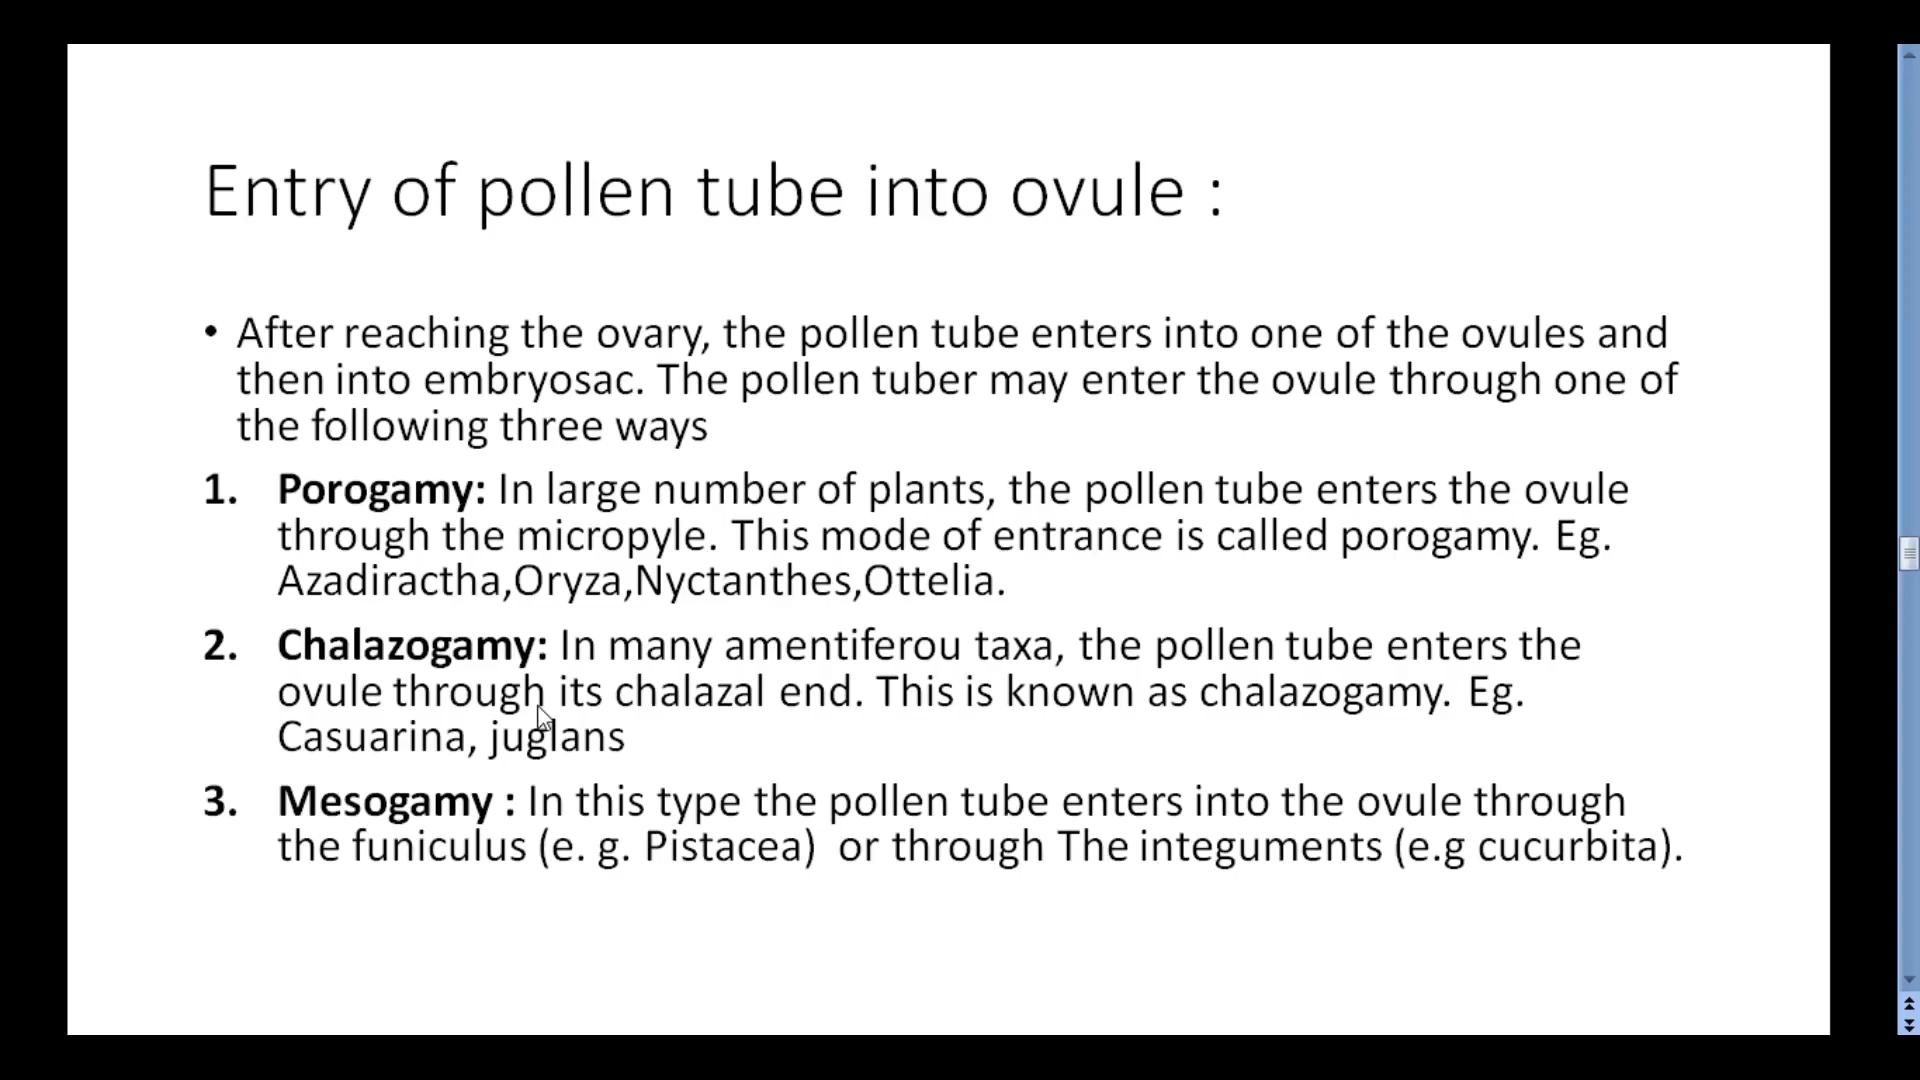 Entry of pollen tube into ovule :
• After reaching the ovary, the pollen tube enters into one of the ovules and
then into embryosac. The pollen tuber may enter the ovule through one of
the following three ways
1. Porogamy: In large number of plants, the pollen tube enters the ovule
through the micropyle. This mode of entrance is called porogamy. Eg.
Azadiractha,Oryza,Nyctanthes,Ottelia.
2. Chalazogamy: In many amentiferou taxa, the pollen tube enters the
ovule through its chalazal end. This is known as chalazogamy. Eg.
Casuarina, juglans
3. Mesogamy : In this type the pollen tube enters into the ovule through
the funiculus (e. g. Pistacea)  or through The integuments (e.g cucurbita).